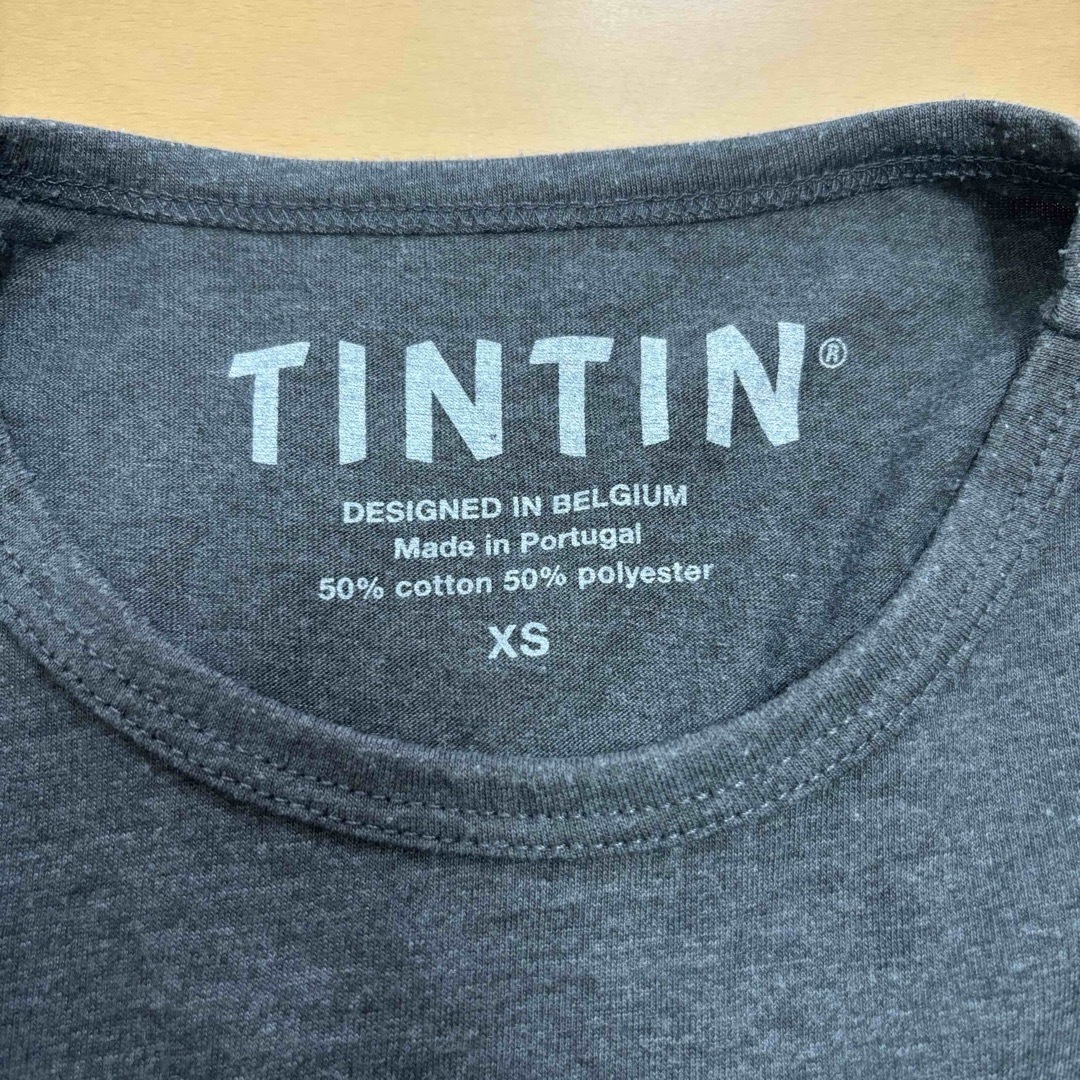 TINTIN®
DESIGNED IN BELGIUM
Made in Portugal
50% cotton 50% polyester
XS